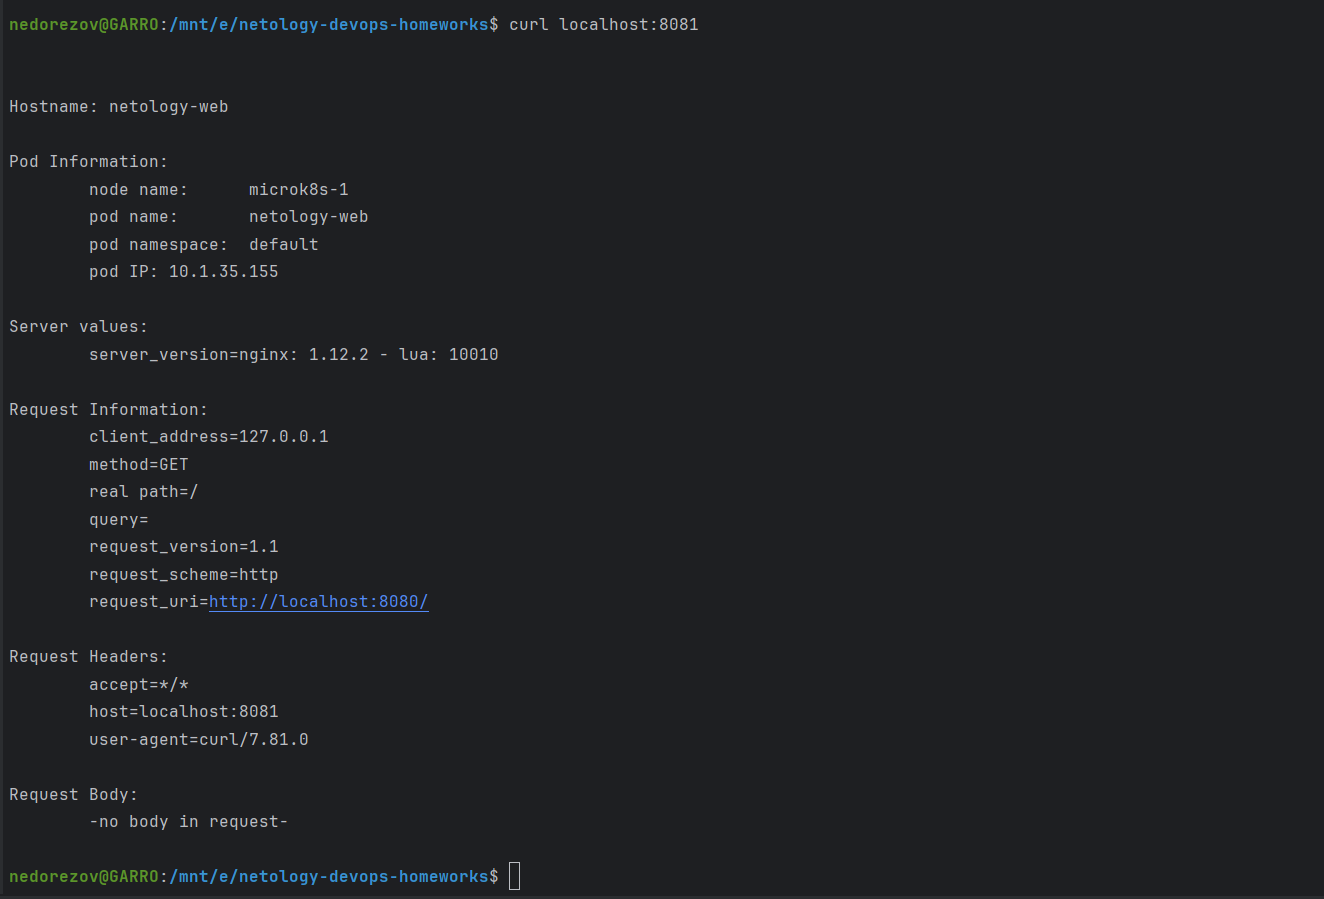 nedorezov@GARRO:/mnt/e/netology-devops-homeworks$ curl localhost:8081
Hostname: netology-web
Pod Information:
node name: microk8s-1
pod name: netology-web
pod namespace: default
pod IP: 10.1.35.155
Server values:
server_version=nginx: 1.12.2 - lua: 10010
Request Information:
client_address=127.0.0.1
method=GET
real path=/
query=
request_version=1.1
request_scheme=http
request_uri=http://localhost:8080/
Request Headers:
accept=*/*
host=localhost:8081
user-agent=curl/7.81.0
Request Body:
-no body in request-
nedorezov@GARRO:/mnt/e/netology-devops-homeworks$